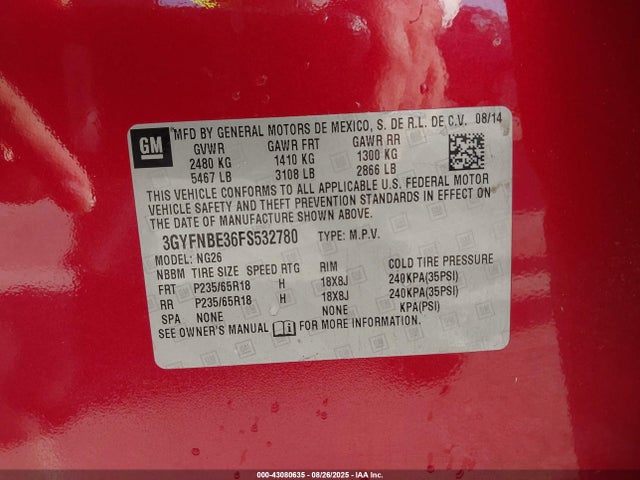 GM
MFD BY GENERAL MOTORS DE MEXICO, S. DE R.L. DE C.V. 08/14
GVWR GAWR FRT GAWR RR
2480 KG 1410 KG 1300 KG
5467 LB 3108 LB 2866 LB
THIS VEHICLE CONFORMS TO ALL APPLICABLE U.S. FEDERAL MOTOR
VEHICLE SAFETY AND THEFT PREVENTION STANDARDS IN EFFECT ON
THE DATE OF MANUFACTURE SHOWN ABOVE.
3GYFNBE36FS532780 TYPE: M.P.V.
MODEL: NG26
NBBM TIRE SIZE SPEED RTG RIM COLD TIRE PRESSURE
FRT P235/65R18 H 18X8J 240KPA(35PSI)
RR P235/65R18 H 18X8J 240KPA(35PSI)
SPA NONE NONE KPA(PSI)
SEE OWNER'S MANUAL FOR MORE INFORMATION.
000-43080635 - 08/26/2025 - Copyright IAA, Inc.